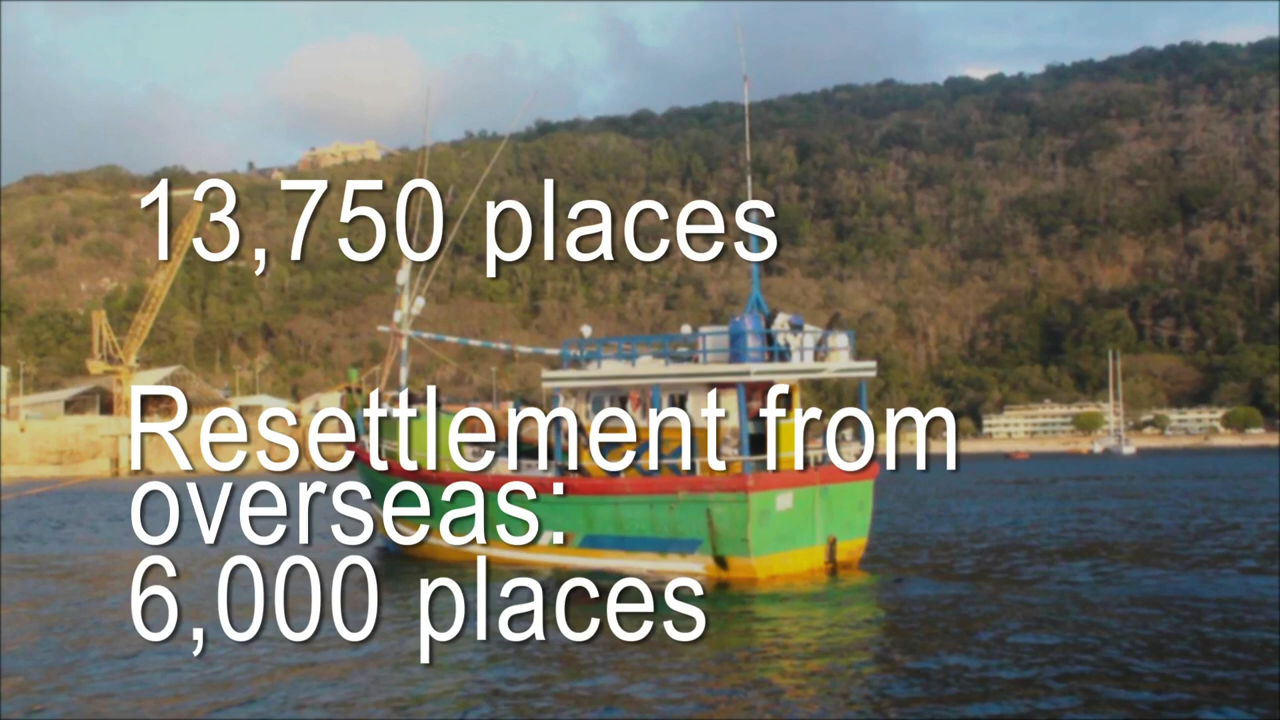 13,750 places
Resettlement from
overseas:
6,000 places